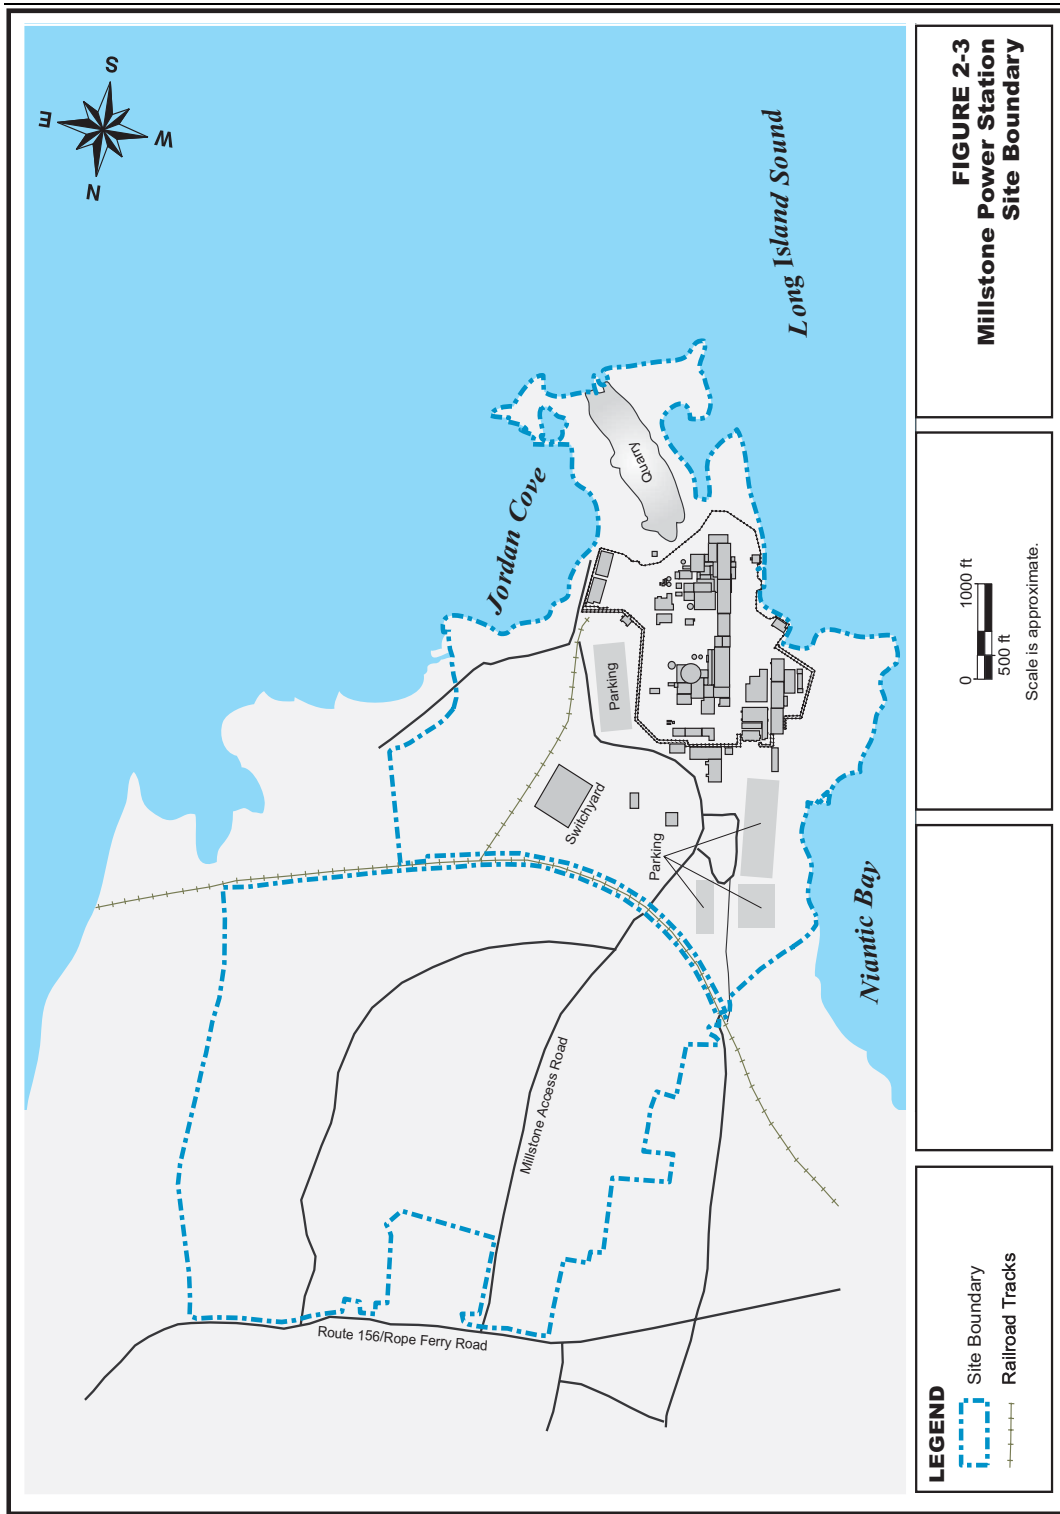 FIGURE 2-3
Millstone Power Station
Site Boundary
S
E
W
N
Long Island Sound
Jordan Cove
Quarry
Parking
Switchyard
Parking
Niantic Bay
Millstone Access Road
Route 156/Rope Ferry Road
0
500 ft
1000 ft
Scale is approximate.
LEGEND
Site Boundary
Railroad Tracks